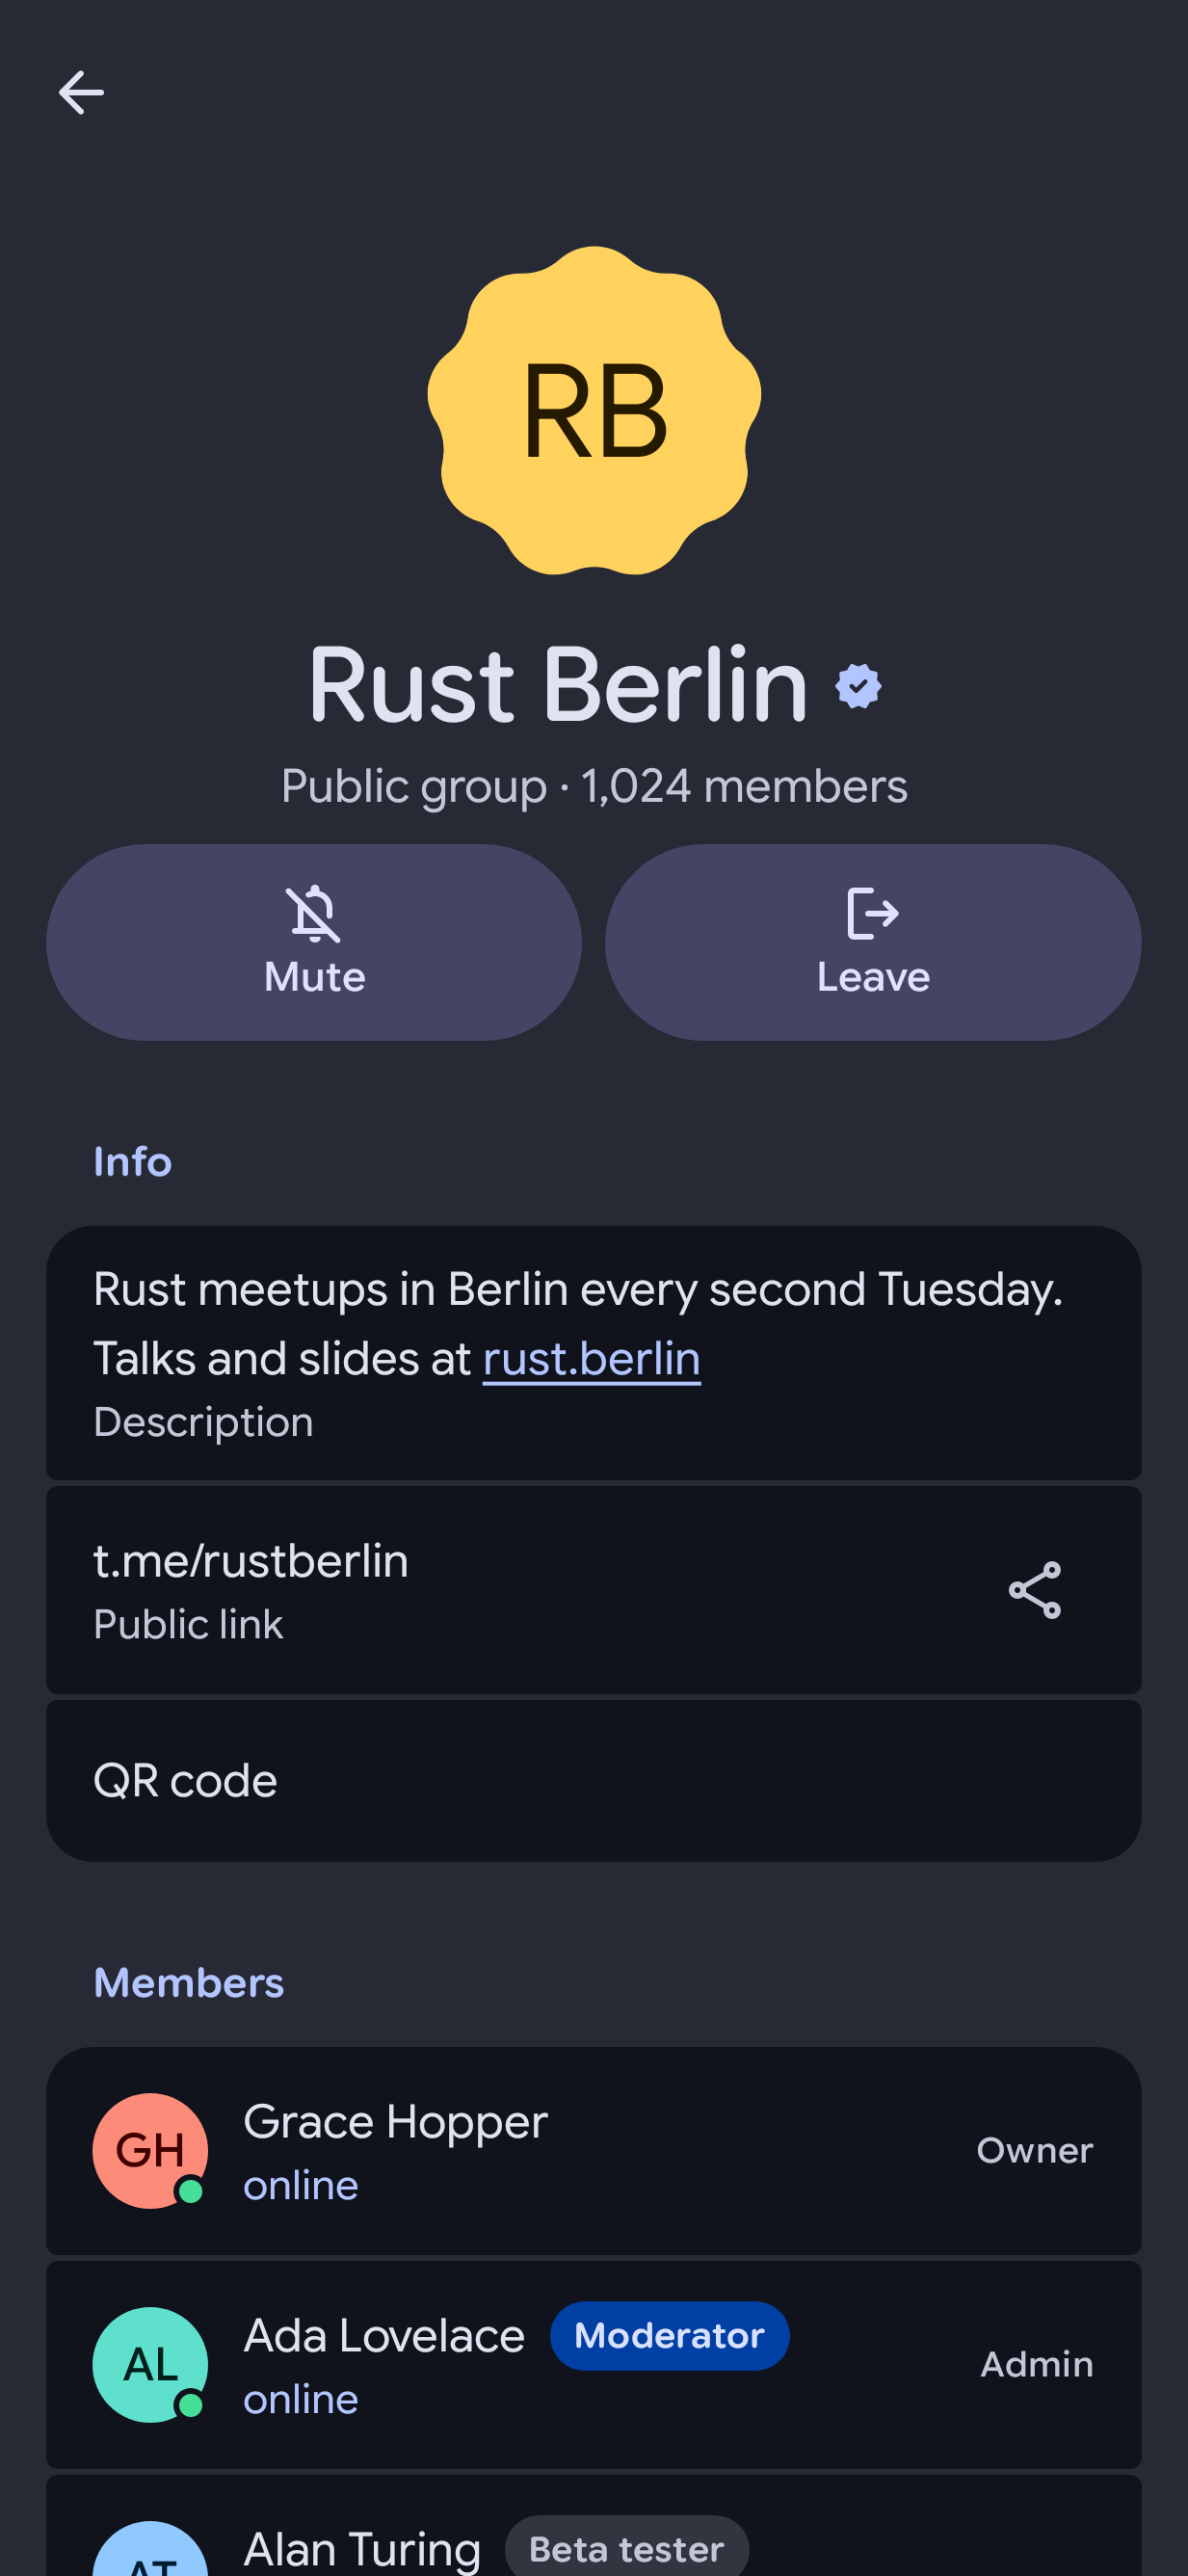 RB
Rust Berlin
Public group · 1,024 members
Mute
Leave
Info
Rust meetups in Berlin every second Tuesday.
Talks and slides at rust.berlin
Description
t.me/rustberlin
Public link
QR code
Members
GH
Grace Hopper
online
Owner
AL
Ada Lovelace
Moderator
online
Admin
AT
Alan Turing
Beta tester